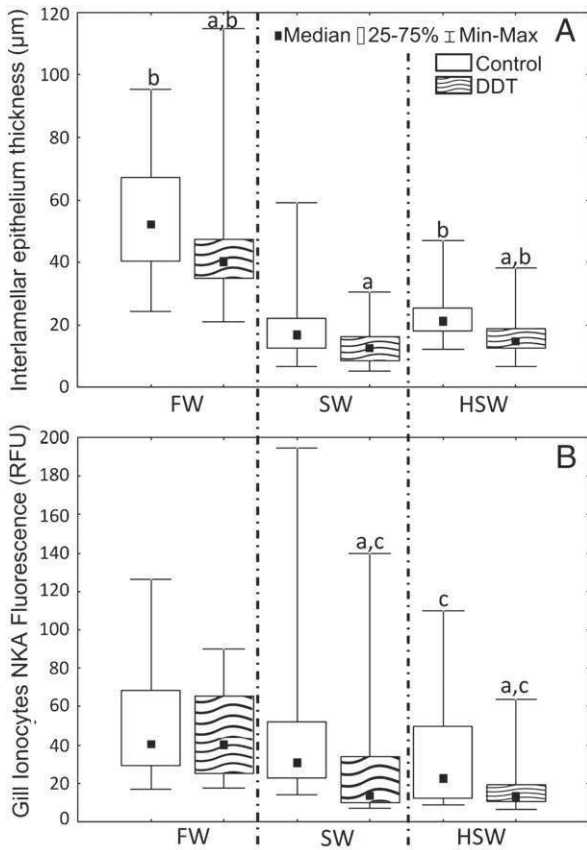 120
100
80
60
40
20
0
Interlamellar epithelium thickness (µm)
Median 25-75% Min-Max A
Control
DDT
b
a,b
a
b
a,b
FW SW HSW
200
180
160
140
120
100
80
60
40
20
0
Gill Ionocytes NKA Fluorescence (RFU)
B
a,c
c
a,c
FW SW HSW